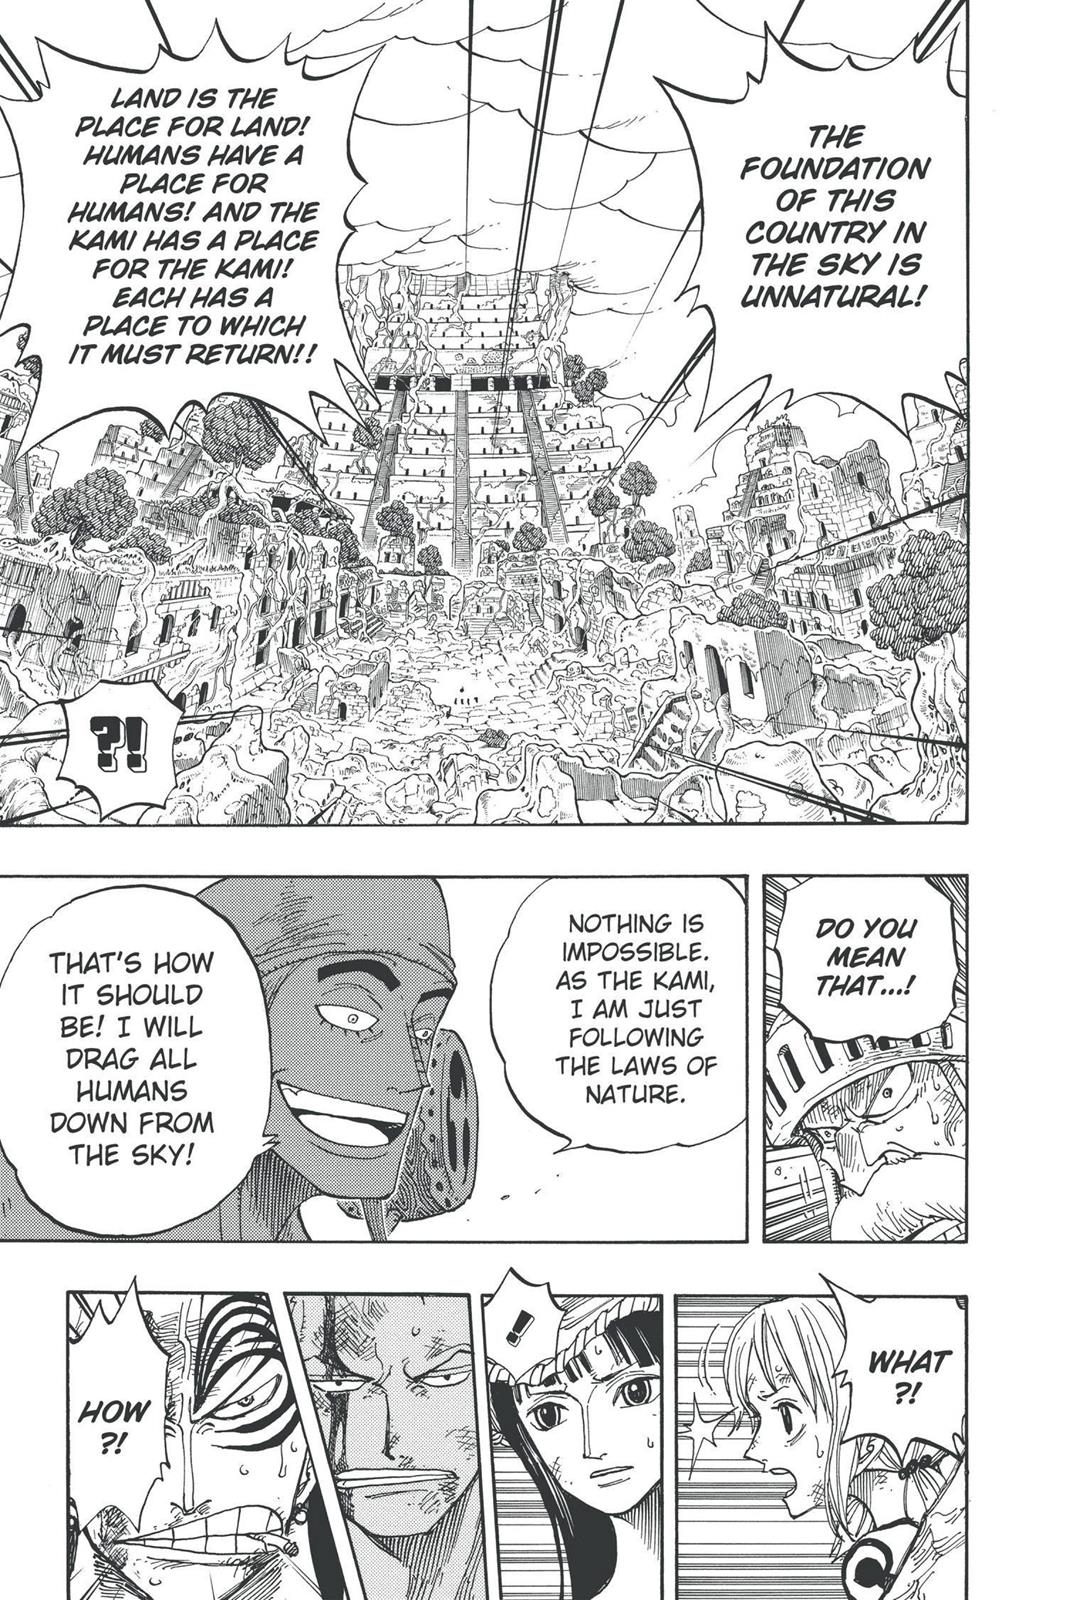 THE
FOUNDATION
OF THIS
COUNTRY IN
THE SKY IS
UNNATURAL!
LAND IS THE
PLACE FOR LAND!
HUMANS HAVE A
PLACE FOR
HUMANS! AND THE
KAMI HAS A PLACE
FOR THE KAMI!
EACH HAS A
PLACE TO WHICH
IT MUST RETURN!!
?!
DO YOU
MEAN
THAT...!
NOTHING IS
IMPOSSIBLE.
AS THE KAMI,
I AM JUST
FOLLOWING
THE LAWS OF
NATURE.
THAT'S HOW
IT SHOULD
BE! I WILL
DRAG ALL
HUMANS
DOWN FROM
THE SKY!
WHAT
?!
!
HOW
?!